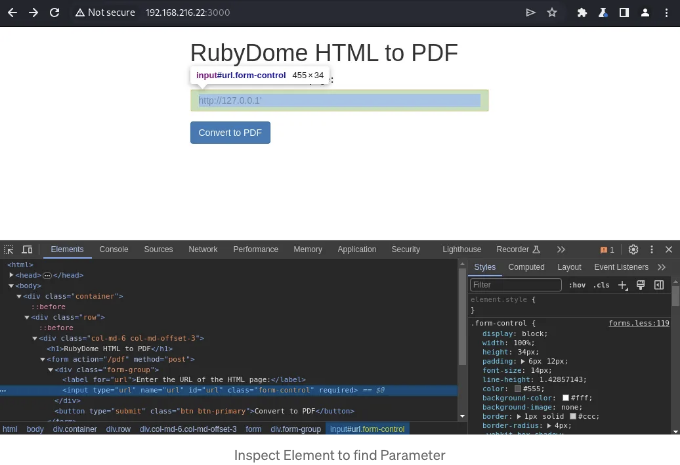 Not secure 192.168.216.22:3000
RubyDome HTML to PDF
input#url.form-control 455 × 34
http://127.0.0.1'
Convert to PDF
Elements Console Sources Network Performance Memory Application Security Lighthouse Recorder 1
<html>
<head> </head>
<body>
<div class="container">
::before
<div class="row">
::before
<div class="col-md-6 col-md-offset-3">
<h1>RubyDome HTML to PDF</h1>
<form action="/pdf" method="post">
<div class="form-group">
<label for="url">Enter the URL of the HTML page:</label>
<input type="url" name="url" id="url" class="form-control" required> == $0
</div>
<button type="submit" class="btn btn-primary">Convert to PDF</button>
</form>
html body div.container div.row div.col-md-6.col-md-offset-3 form div.form-group input#url.form-control
Styles Computed Layout Event Listeners
Filter :hov .cls
element.style {
}
.form-control { forms.less:119
display: block;
width: 100%;
height: 34px;
padding: 6px 12px;
font-size: 14px;
line-height: 1.42857143;
color: #555;
background-color: #fff;
background-image: none;
border: 1px solid #ccc;
border-radius: 4px;
Inspect Element to find Parameter